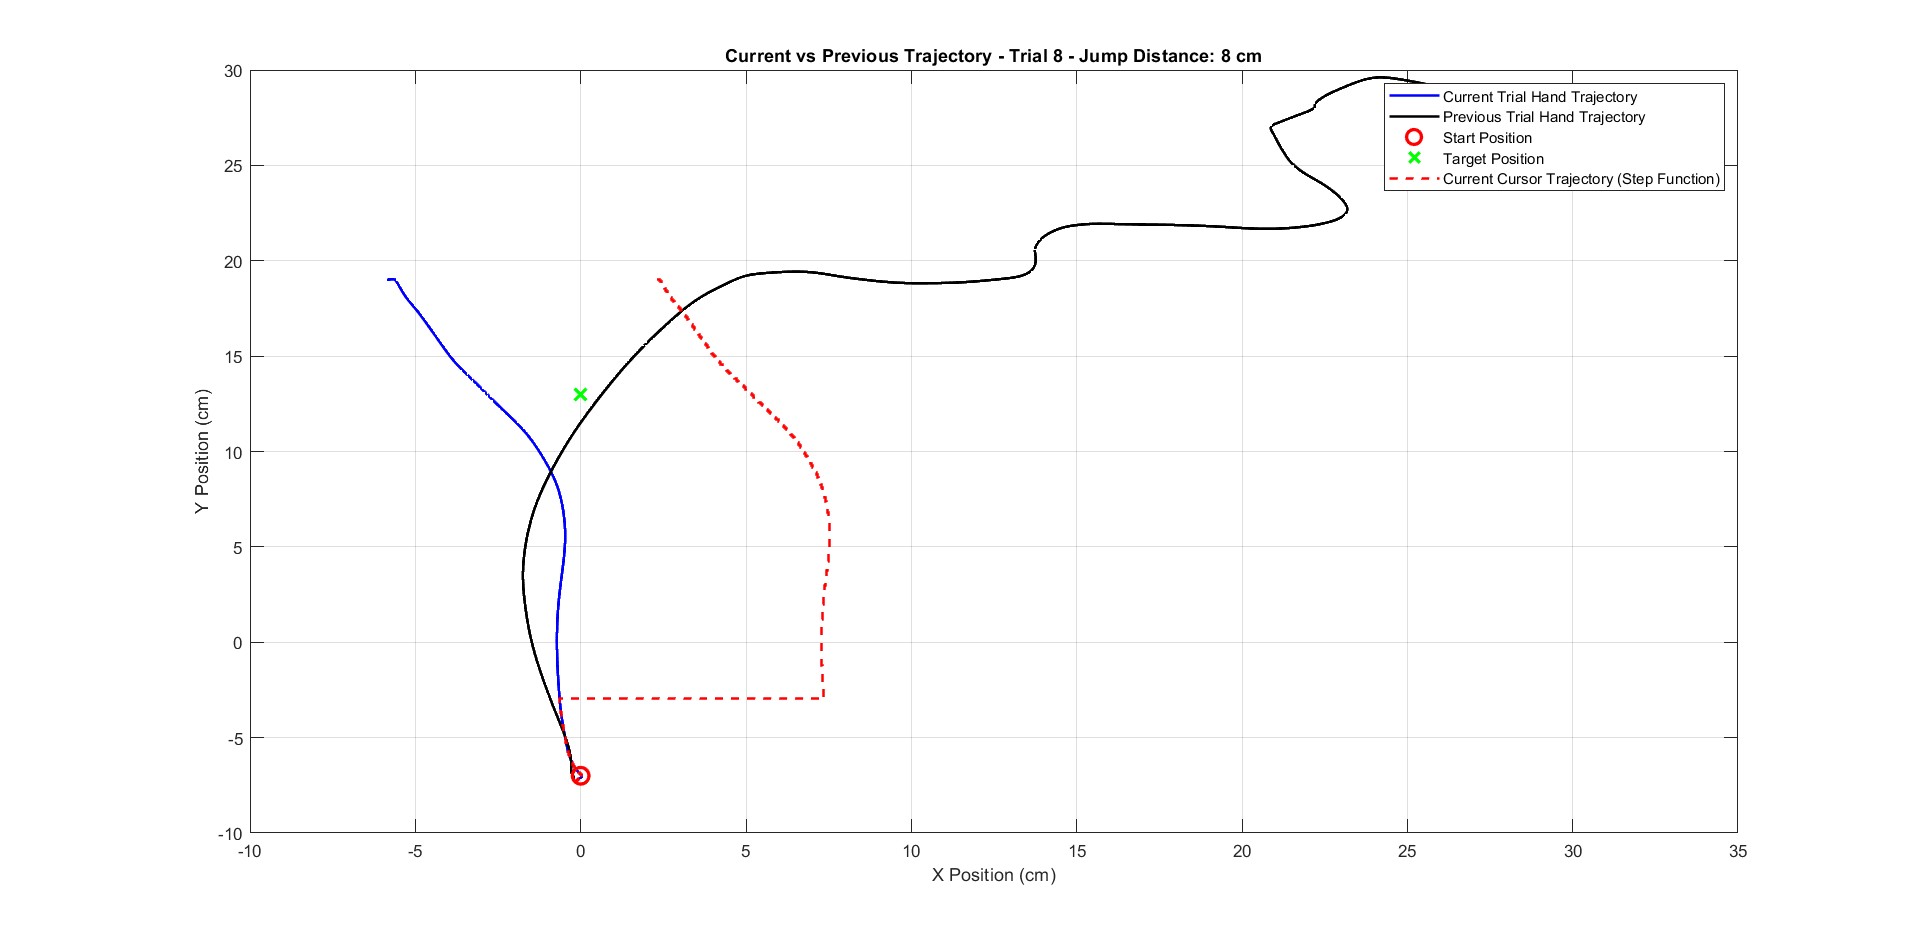 Current vs Previous Trajectory - Trial 8 - Jump Distance: 8 cm
30
25
20
15
10
5
0
-5
-10
Y Position (cm)
Current Trial Hand Trajectory
Previous Trial Hand Trajectory
Start Position
Target Position
Current Cursor Trajectory (Step Function)
-10 -5 0 5 10 15 20 25 30 35
X Position (cm)